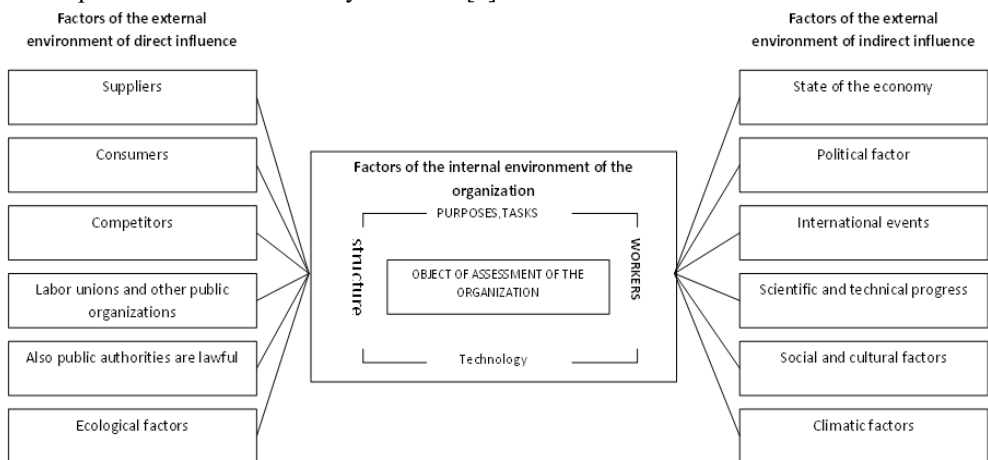 Factors of the external
environment of direct influence
Suppliers
Consumers
Competitors
Labor unions and other public
organizations
Also public authorities are lawful
Ecological factors
Factors of the internal environment of the
organization
PURPOSES,TASKS
structure
WORKERS
OBJECT OF ASSESSMENT OF THE
ORGANIZATION
Technology
Factors of the external
environment of indirect influence
State of the economy
Political factor
International events
Scientific and technical progress
Social and cultural factors
Climatic factors